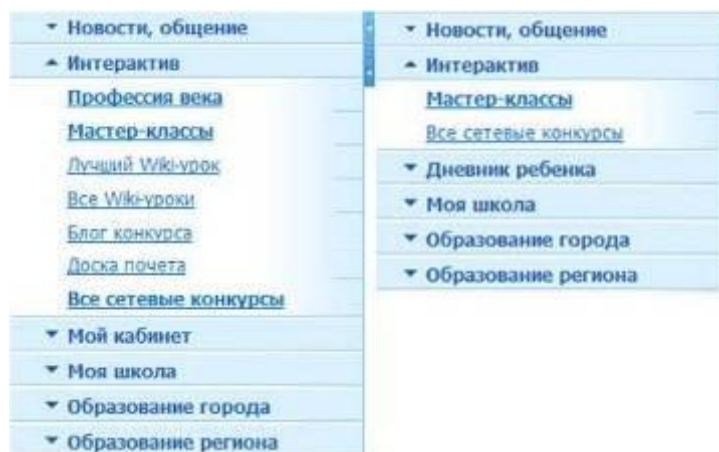 Новости, общение
Интерактив
Профессия века
Мастер-классы
Лучший Wiki-урок
Все Wiki-уроки
Блог конкурса
Доска почета
Все сетевые конкурсы
Мой кабинет
Моя школа
Образование города
Образование региона
Новости, общение
Интерактив
Мастер-классы
Все сетевые конкурсы
Дневник ребенка
Моя школа
Образование города
Образование региона